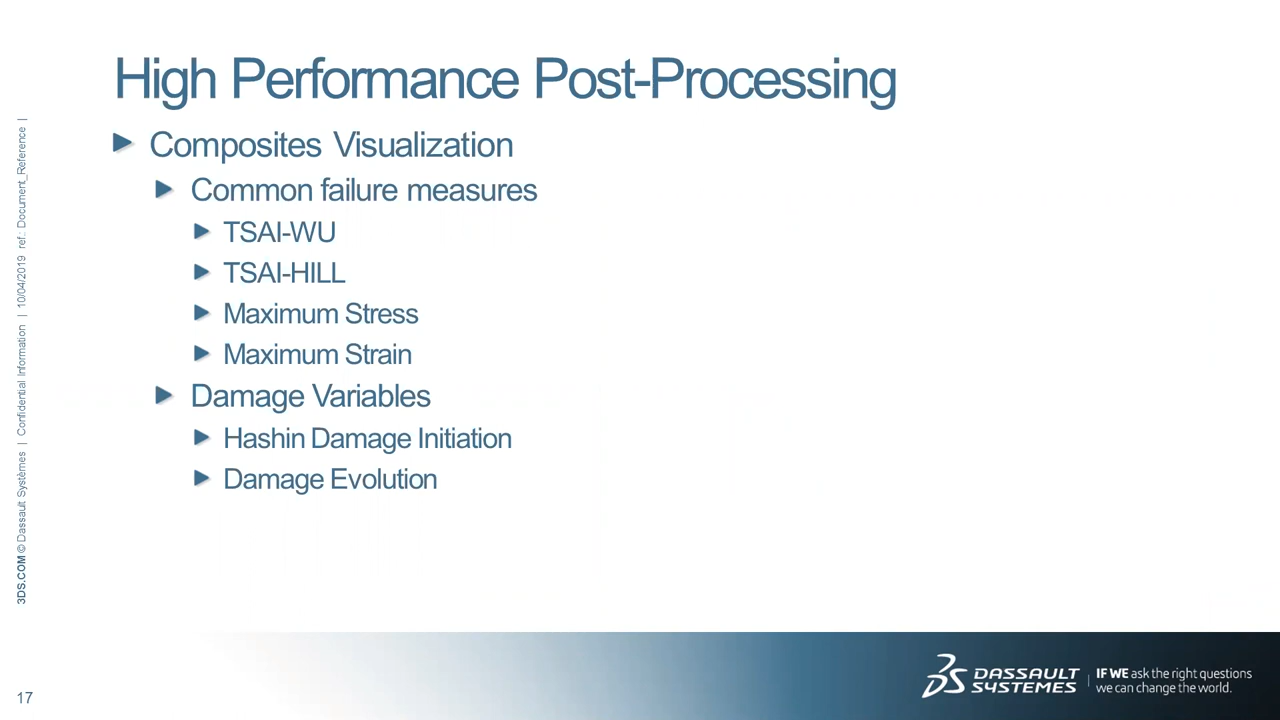 High Performance Post-Processing
Composites Visualization
Common failure measures
TSAI-WU
TSAI-HILL
Maximum Stress
Maximum Strain
Damage Variables
Hashin Damage Initiation
Damage Evolution
3DS.COM © Dassault Systèmes | Confidential Information | 10/04/2019 ref.: Document_Reference |
17
DASSAULT
SYSTEMES
IF WE ask the right questions
we can change the world.